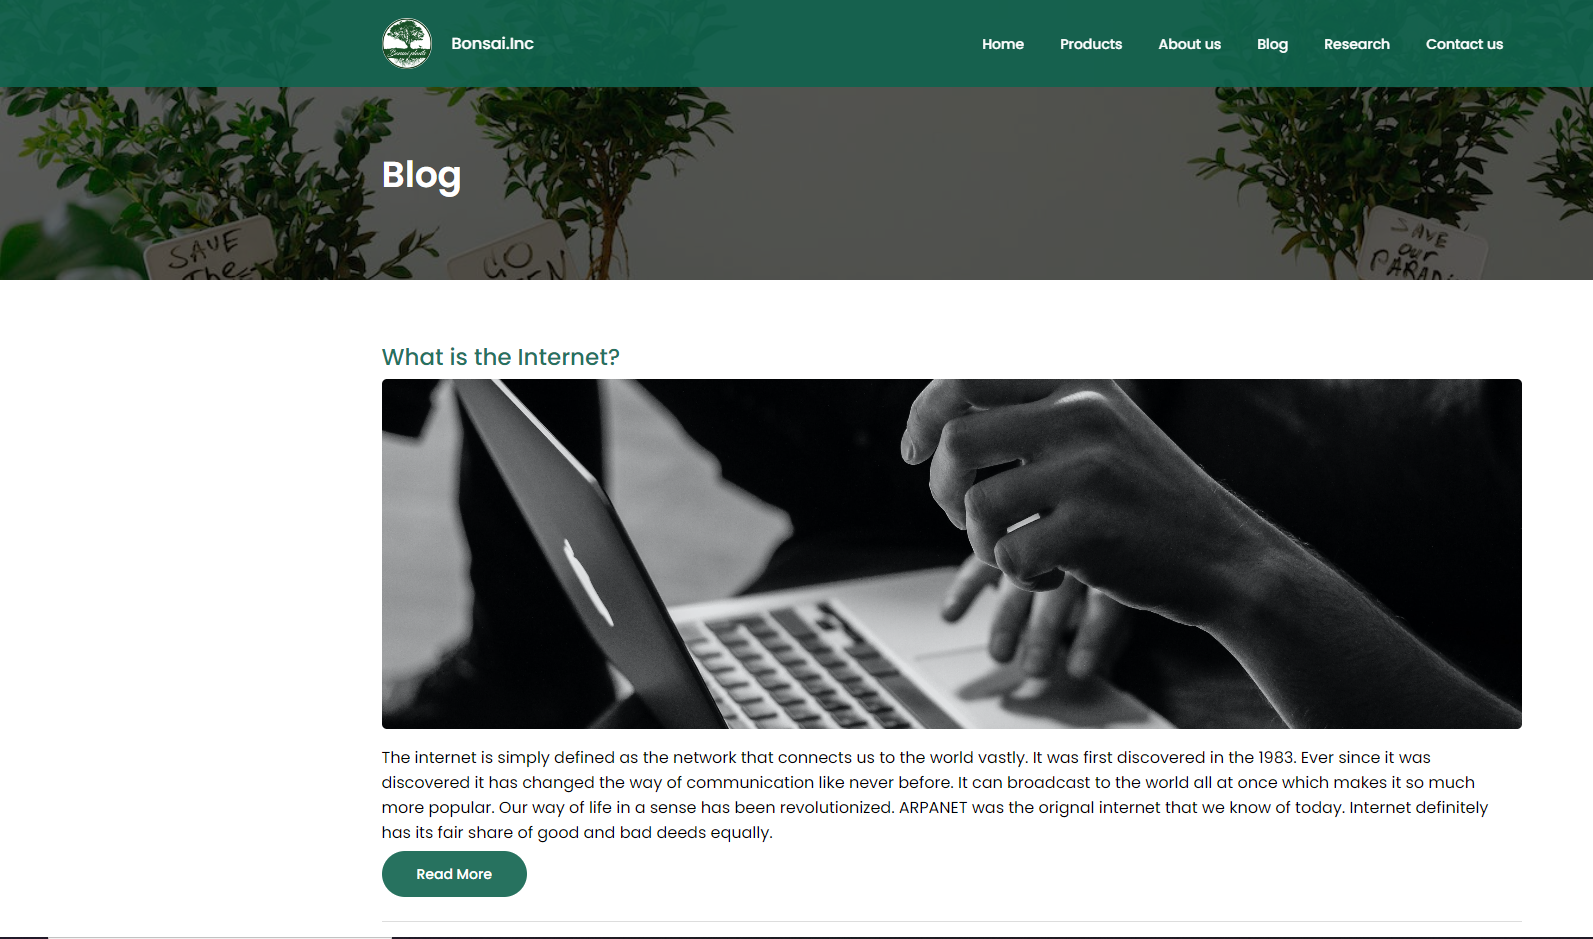 Bonsai plants
Bonsai.Inc
Home Products About us Blog Research Contact us
Blog
SAVE
The
GO
SAVE
OUR
What is the Internet?
The internet is simply defined as the network that connects us to the world vastly. It was first discovered in the 1983. Ever since it was
discovered it has changed the way of communication like never before. It can broadcast to the world all at once which makes it so much
more popular. Our way of life in a sense has been revolutionized. ARPANET was the orignal internet that we know of today. Internet definitely
has its fair share of good and bad deeds equally.
Read More